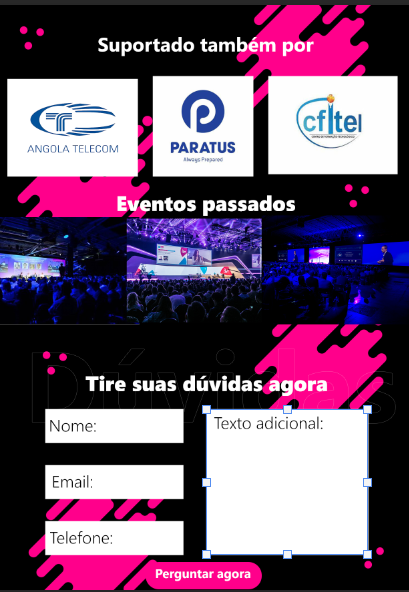 Suportado também por
ANGOLA TELECOM
PARATUS
Always Prepared
cfitel
Eventos passados
Dúvidas
Tire suas dúvidas agora
Nome:
Texto adicional:
Email:
Telefone:
Perguntar agora